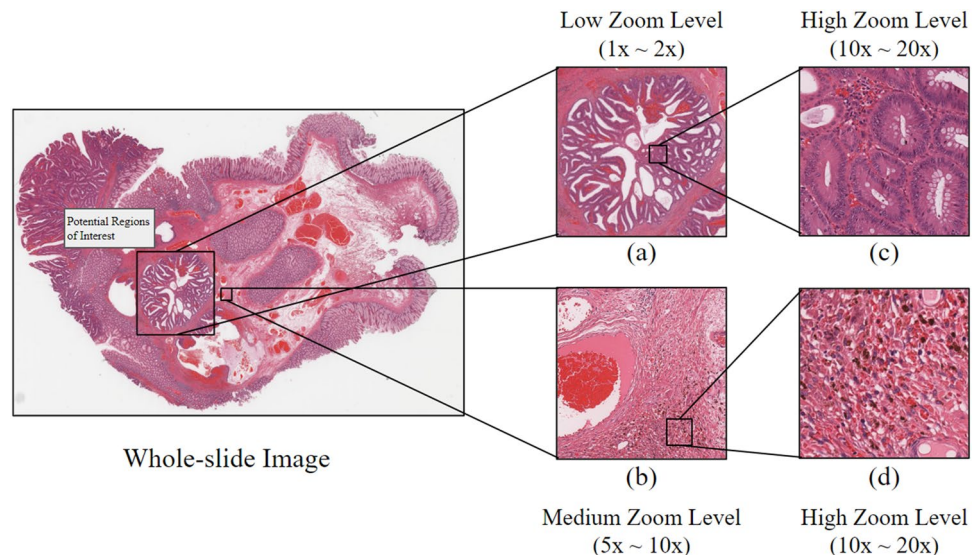 Low Zoom Level
(1x ~ 2x)
High Zoom Level
(10x ~ 20x)
Potential Regions
of Interest
(a)
(c)
(b)
(d)
Whole-slide Image
Medium Zoom Level
(5x ~ 10x)
High Zoom Level
(10x ~ 20x)